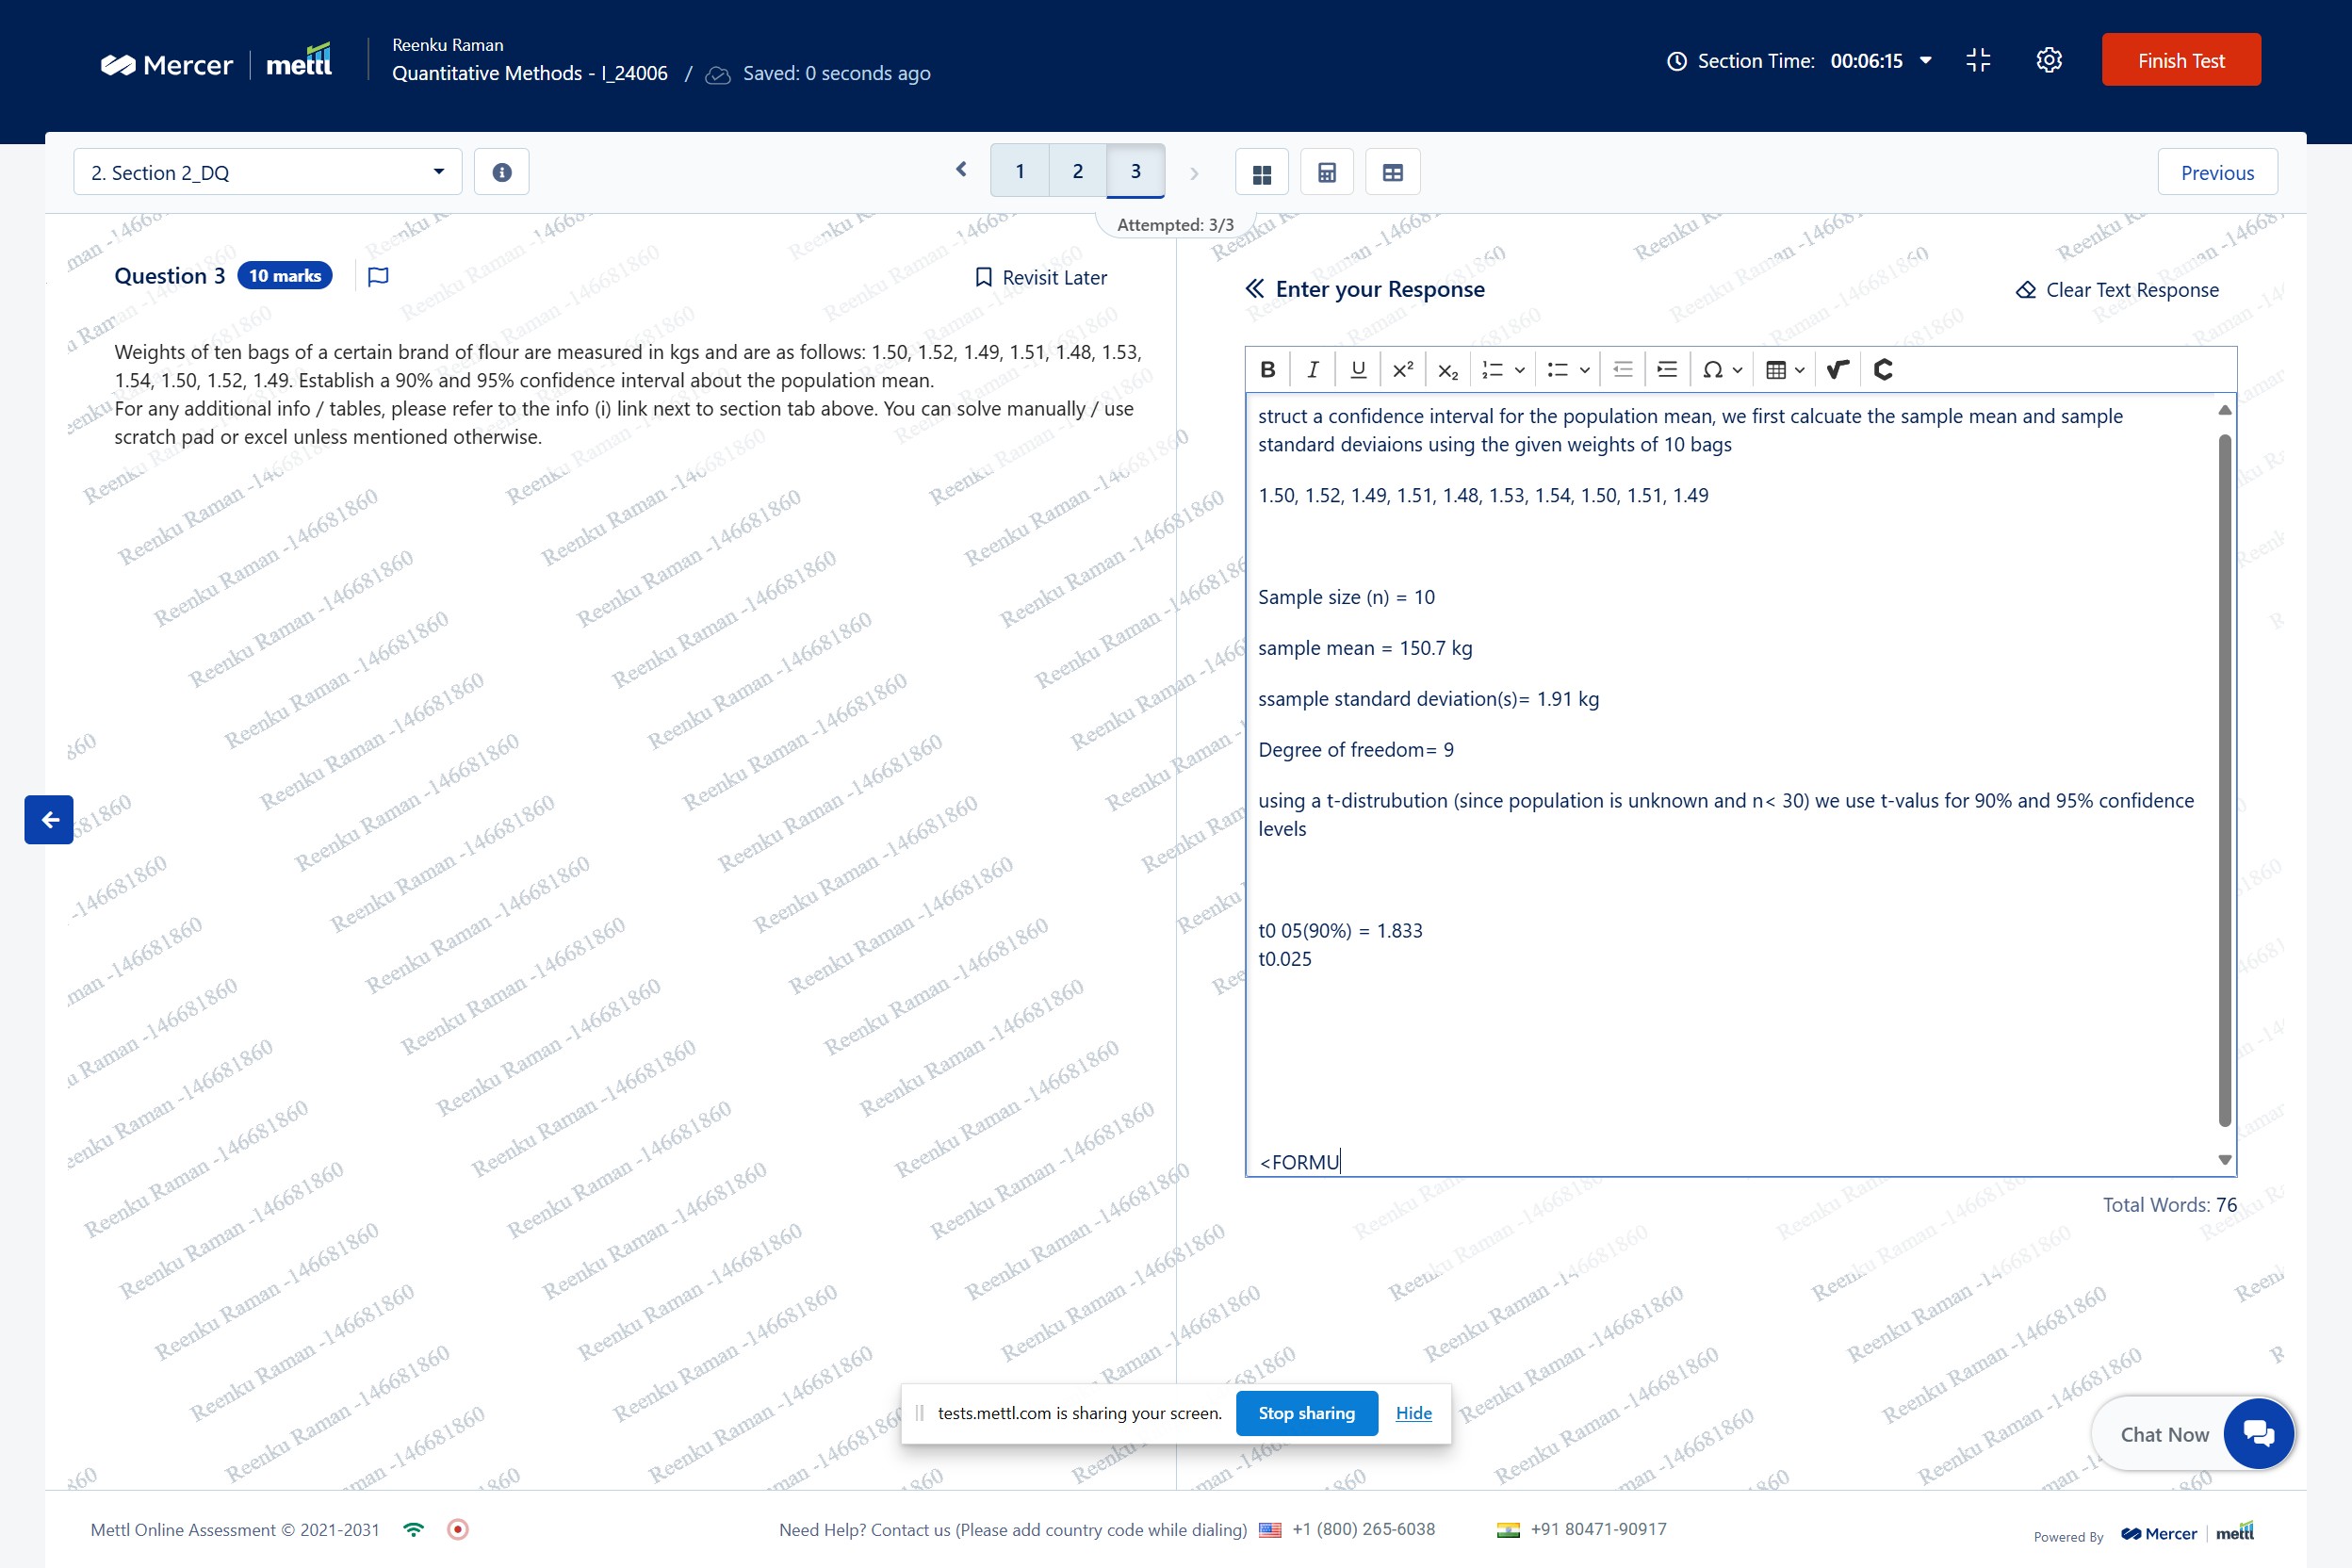 Mercer | mettl
Reenku Raman
Quantitative Methods - I_24006 / Saved: 0 seconds ago
Section Time: 00:06:15
Finish Test
2. Section 2_DQ
1 2 3
Previous
Attempted: 3/3
Question 3 10 marks
Revisit Later
Weights of ten bags of a certain brand of flour are measured in kgs and are as follows: 1.50, 1.52, 1.49, 1.51, 1.48, 1.53,
1.54, 1.50, 1.52, 1.49. Establish a 90% and 95% confidence interval about the population mean.
For any additional info / tables, please refer to the info (i) link next to section tab above. You can solve manually / use
scratch pad or excel unless mentioned otherwise.
Enter your Response
Clear Text Response
struct a confidence interval for the population mean, we first calcuate the sample mean and sample
standard deviaions using the given weights of 10 bags
1.50, 1.52, 1.49, 1.51, 1.48, 1.53, 1.54, 1.50, 1.51, 1.49
Sample size (n) = 10
sample mean = 150.7 kg
ssample standard deviation(s)= 1.91 kg
Degree of freedom= 9
using a t-distrubution (since population is unknown and n< 30) we use t-valus for 90% and 95% confidence
levels
t0 05(90%) = 1.833
t0.025
<FORMU
Total Words: 76
Reenku Raman -146681860
tests.mettl.com is sharing your screen. Stop sharing Hide
Chat Now
Mettl Online Assessment © 2021-2031
Need Help? Contact us (Please add country code while dialing) +1 (800) 265-6038 +91 80471-90917
Powered By Mercer | mettl